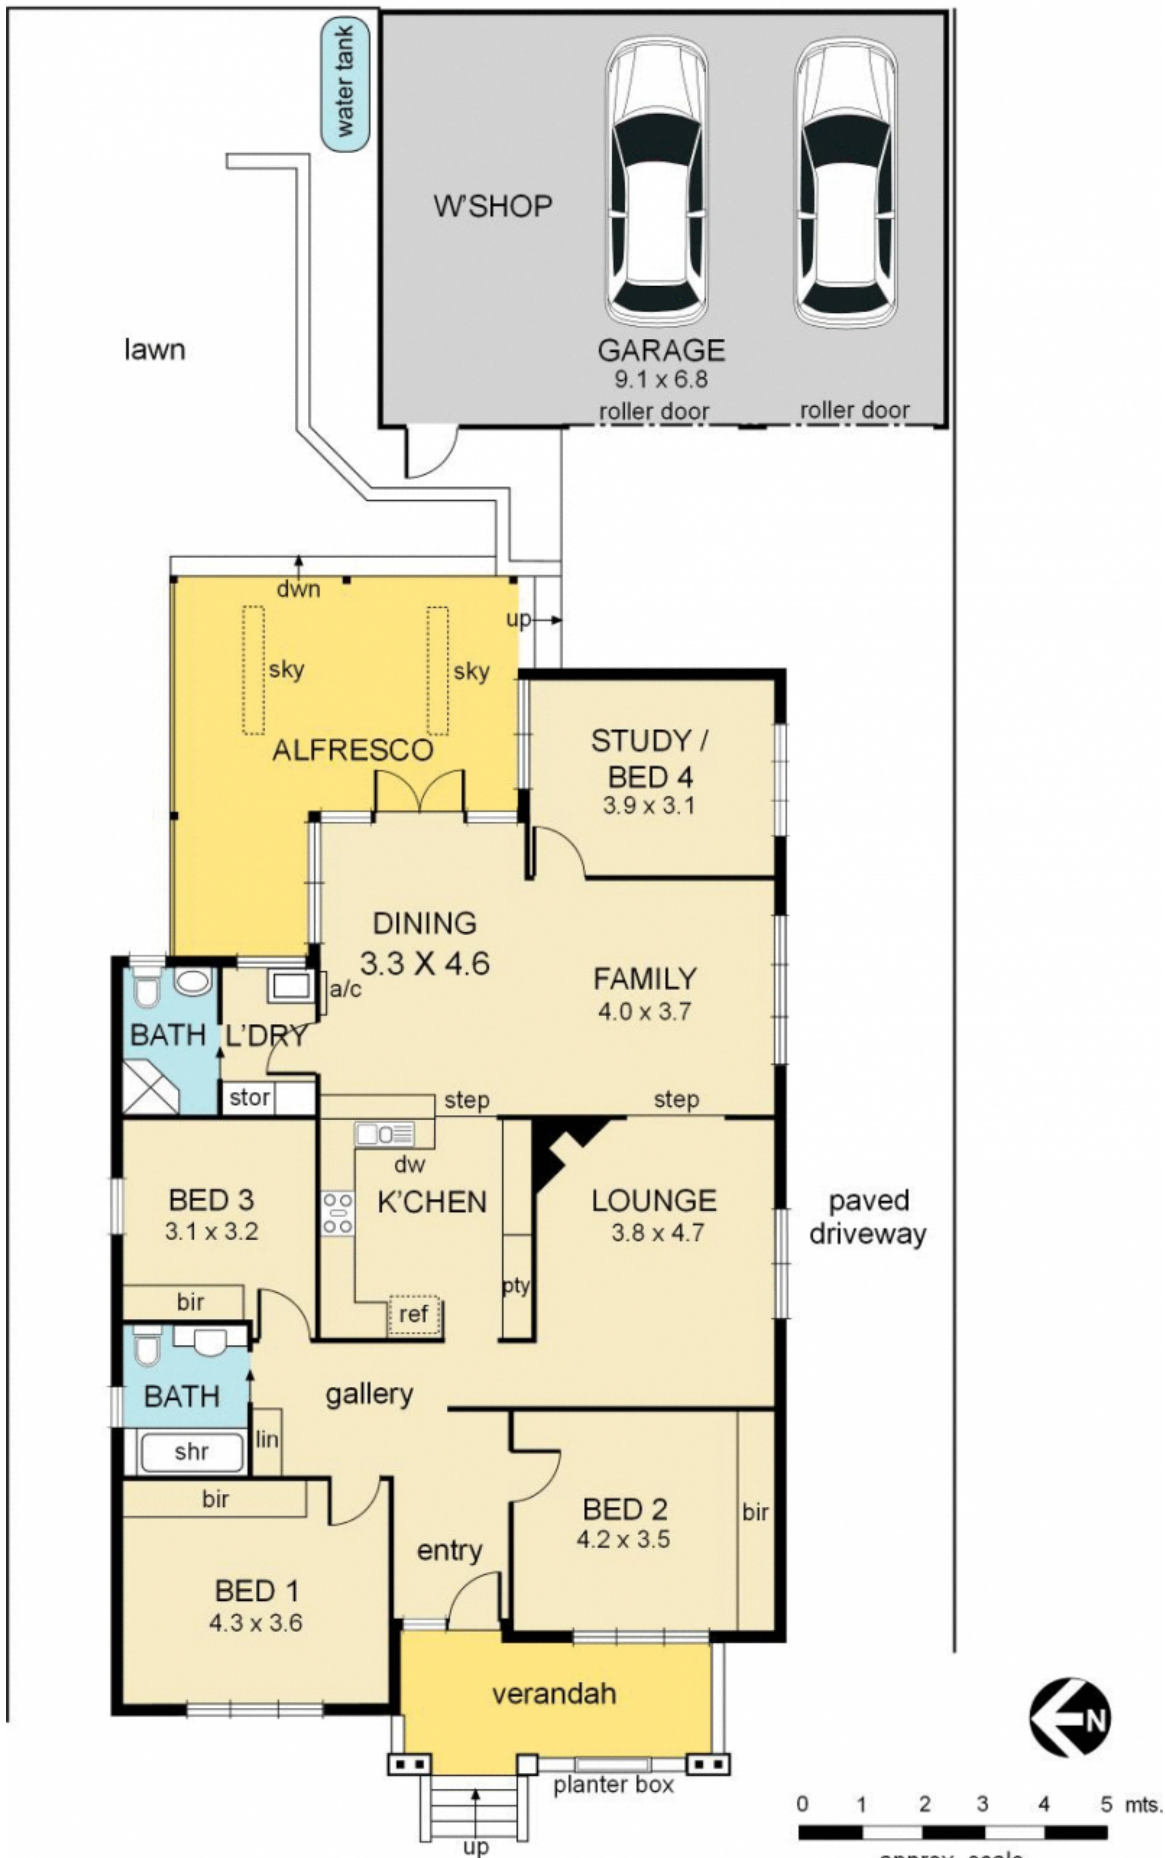 water tank
W'SHOP
lawn
GARAGE
9.1 x 6.8
roller door
roller door
dwn
up
sky
sky
ALFRESCO
STUDY /
BED 4
3.9 x 3.1
DINING
3.3 X 4.6
FAMILY
4.0 x 3.7
a/c
BATH
L'DRY
stor
step
step
dw
K'CHEN
BED 3
3.1 x 3.2
LOUNGE
3.8 x 4.7
paved
driveway
bir
ref
pty
BATH
gallery
lin
shr
bir
BED 2
4.2 x 3.5
bir
entry
BED 1
4.3 x 3.6
verandah
N
planter box
up
0 1 2 3 4 5 mts.
approx. scale